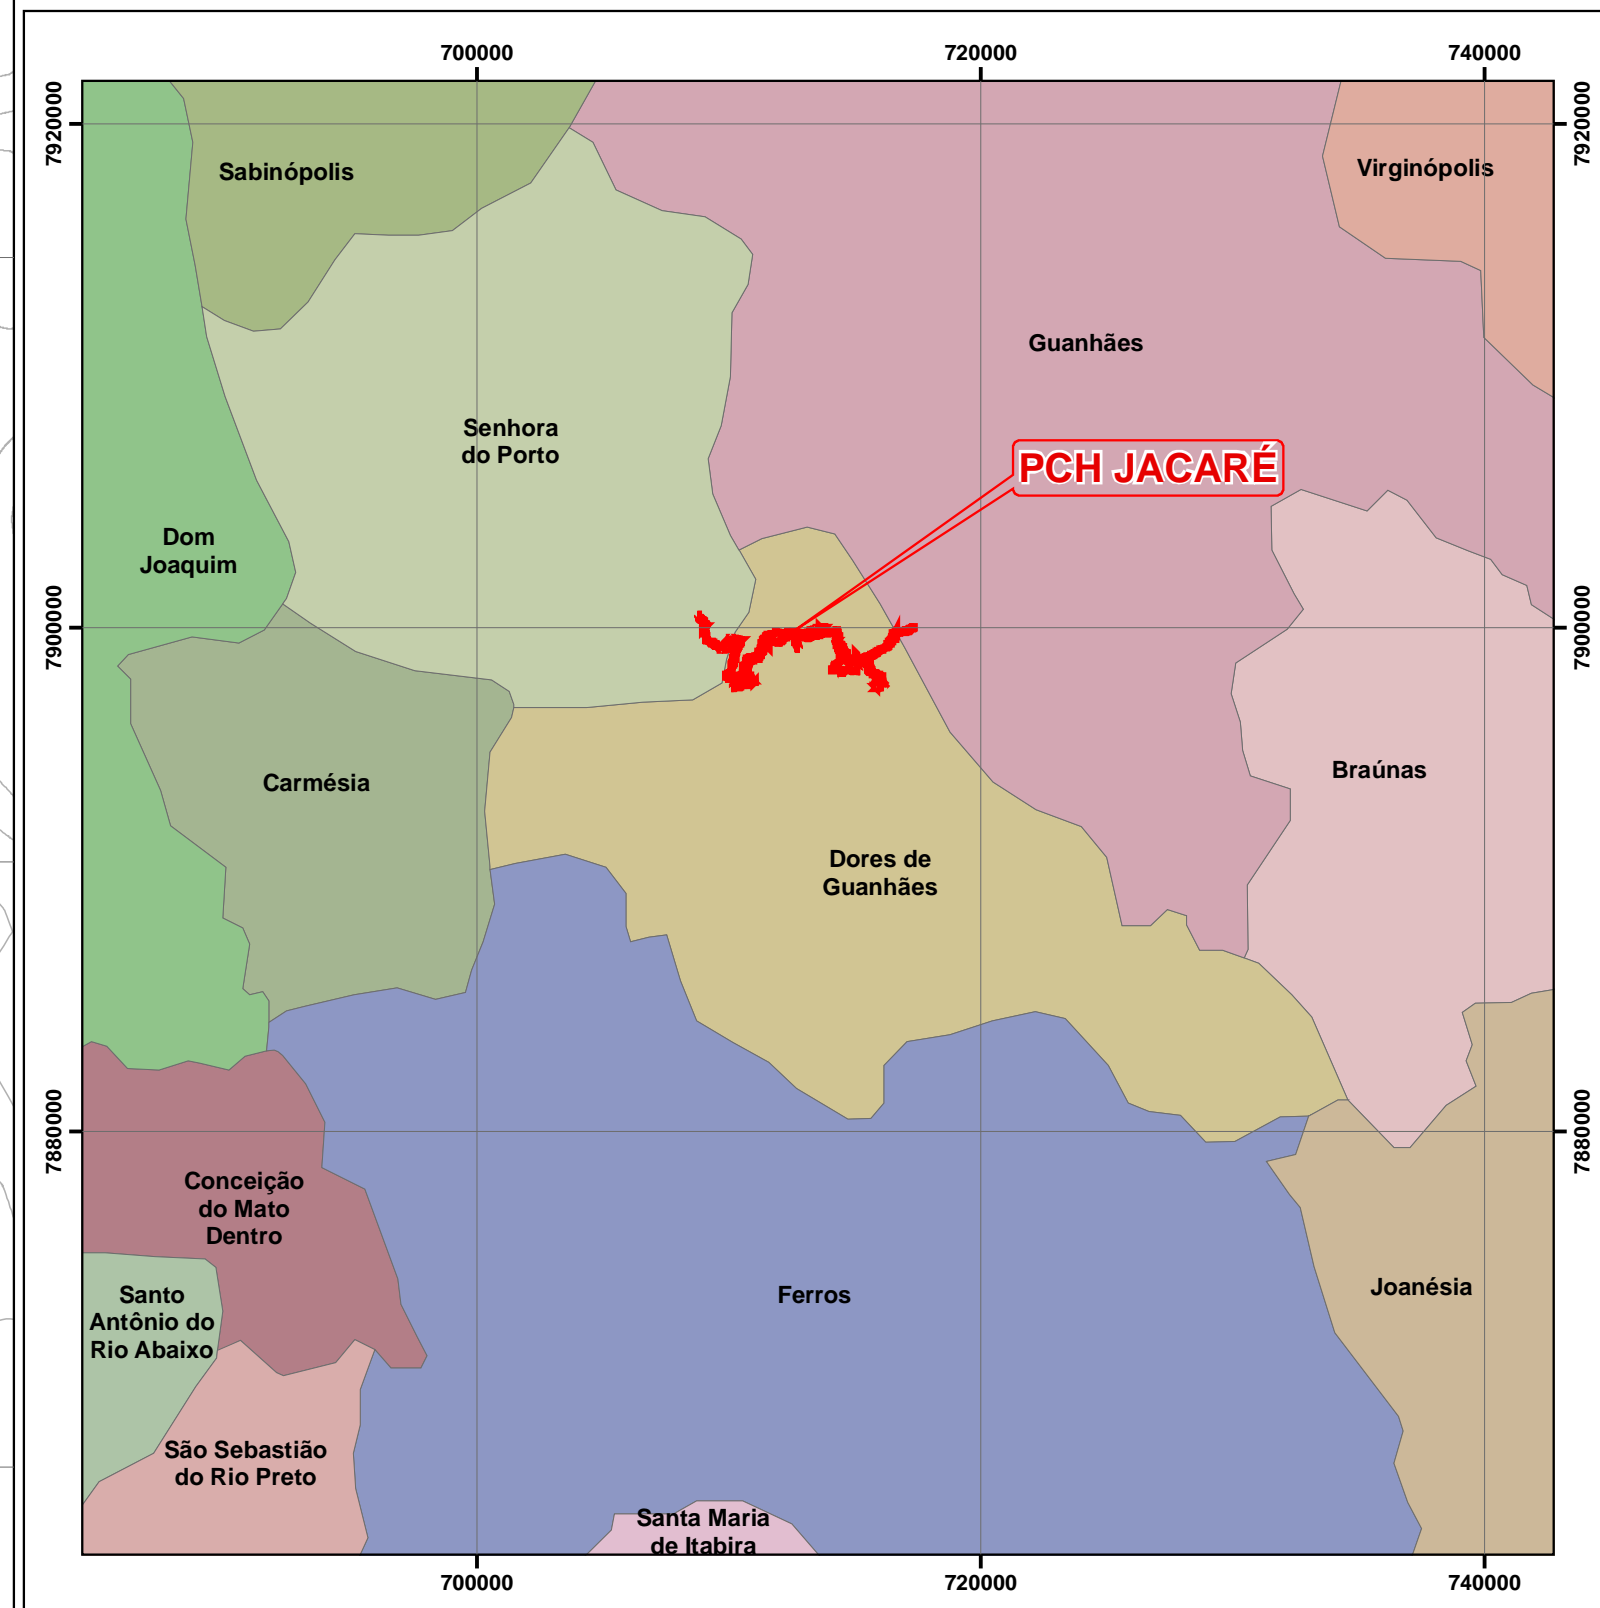 700000
720000
740000
7920000
7920000
Sabinópolis
Virginópolis
Guanhães
Senhora
do Porto
PCH JACARÉ
Dom
Joaquim
7900000
7900000
Carmésia
Braúnas
Dores de
Guanhães
7880000
7880000
Conceição
do Mato
Dentro
Santo
Antônio do
Rio Abaixo
Ferros
Joanésia
São Sebastião
do Rio Preto
Santa Maria
de Itabira
700000
720000
740000